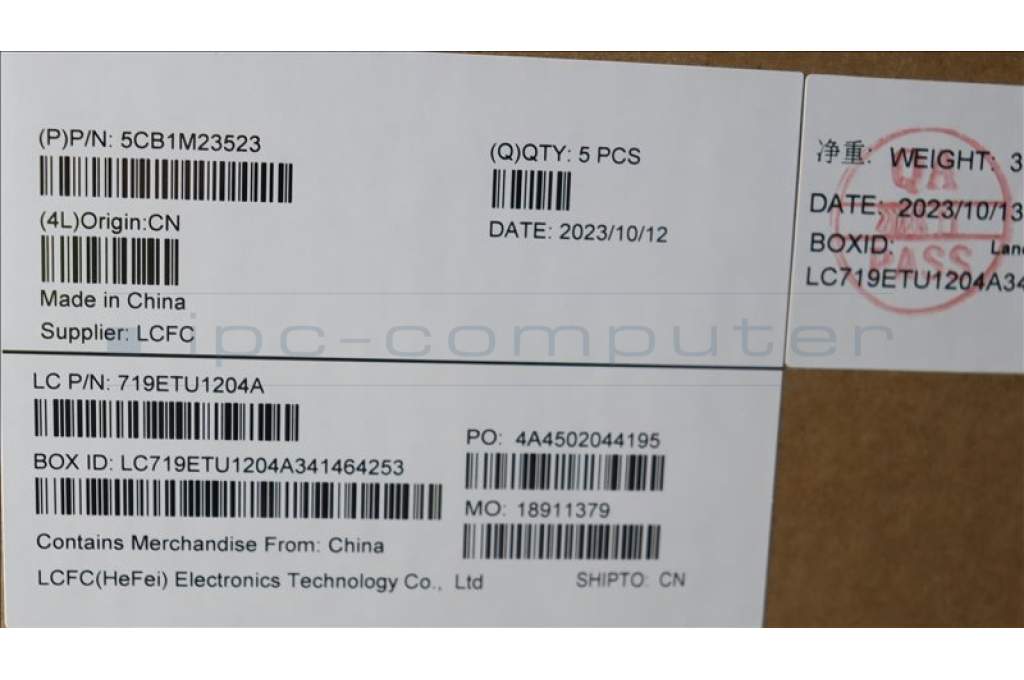 (P)P/N: 5CB1M23523
(Q)QTY: 5 PCS
(4L)Origin:CN
DATE: 2023/10/12
Made in China
Supplier: LCFC
LC P/N: 719ETU1204A
PO: 4A4502044195
BOX ID: LC719ETU1204A341464253
MO: 18911379
Contains Merchandise From: China
LCFC(HeFei) Electronics Technology Co., Ltd
SHIPTO: CN
净重: WEIGHT: 3
DATE: 2023/10/13
BOXID:
LC719ETU1204A34
QA
PASS
ipc-computer